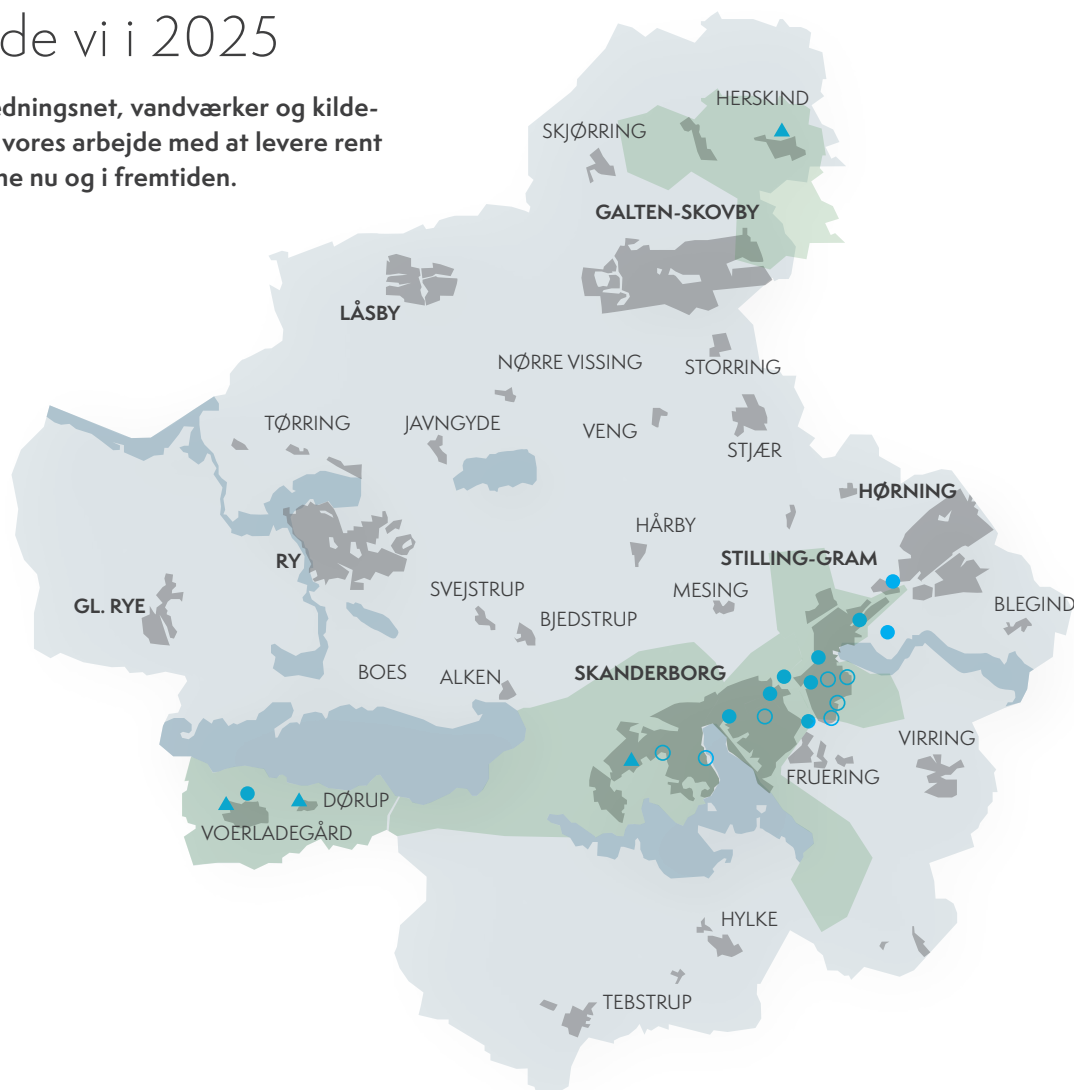 de vi i 2025
edningsnet, vandværker og kilde-
vores arbejde med at levere rent
ne nu og i fremtiden.
HERSKIND
SKJØRRING
GALTEN-SKOVBY
LÅSBY
NØRRE VISSING
STORRING
TØRRING
JAVNGYDE
VENG
STJÆR
HØRNING
HÅRBY
RY
STILLING-GRAM
SVEJSTRUP
MESING
GL. RYE
BLEGIND
BJEDSTRUP
BOES
ALKEN
SKANDERBORG
VIRRING
FRUERING
DØRUP
VOERLADEGÅRD
HYLKE
TEBSTRUP